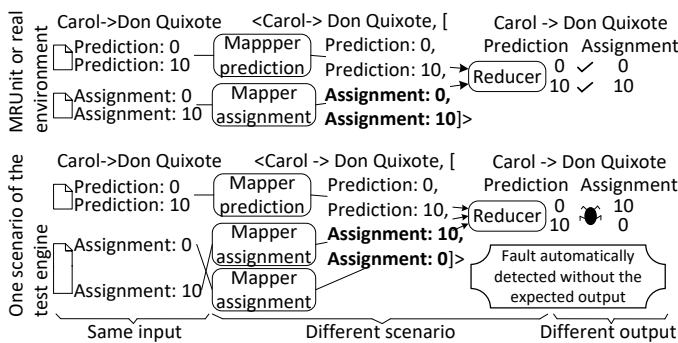 MRUnit or real
environment
Carol->Don Quixote
<Carol-> Don Quixote, [
Carol -> Don Quixote
Prediction: 0
Prediction: 10
Mappper
prediction
Prediction: 0,
Prediction: 10,
Assignment: 0
Assignment: 10
Mapper
assignment
Assignment: 0,
Assignment: 10]>
Reducer
Prediction Assignment
0 ✓ 0
10 ✓ 10
One scenario of the
test engine
Carol->Don Quixote
<Carol -> Don Quixote, [
Carol -> Don Quixote
Prediction: 0
Prediction: 10
Mapper
prediction
Prediction: 0,
Prediction: 10,
Assignment: 0
Assignment: 10
Mapper
assignment
Mapper
assignment
Assignment: 10,
Assignment: 0]>
Reducer
Prediction Assignment
0 10
10 0
Fault automatically
detected without the
expected output
Same input
Different scenario
Different output